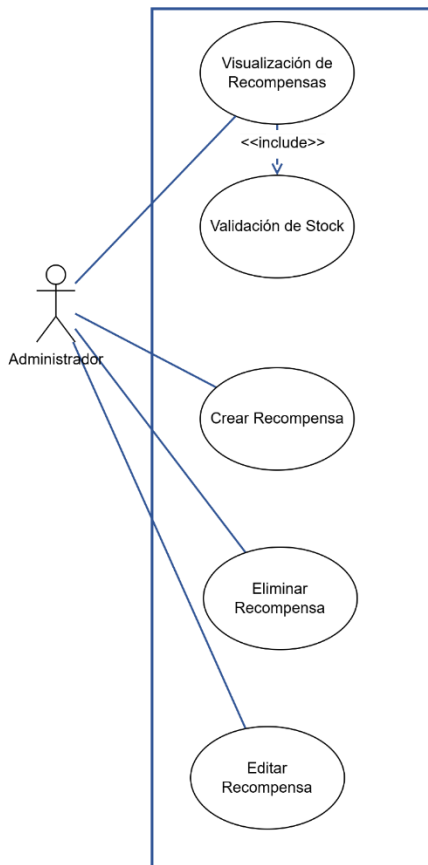 Visualización de
Recompensas
<<include>>
Validación de Stock
Administrador
Crear Recompensa
Eliminar
Recompensa
Editar
Recompensa